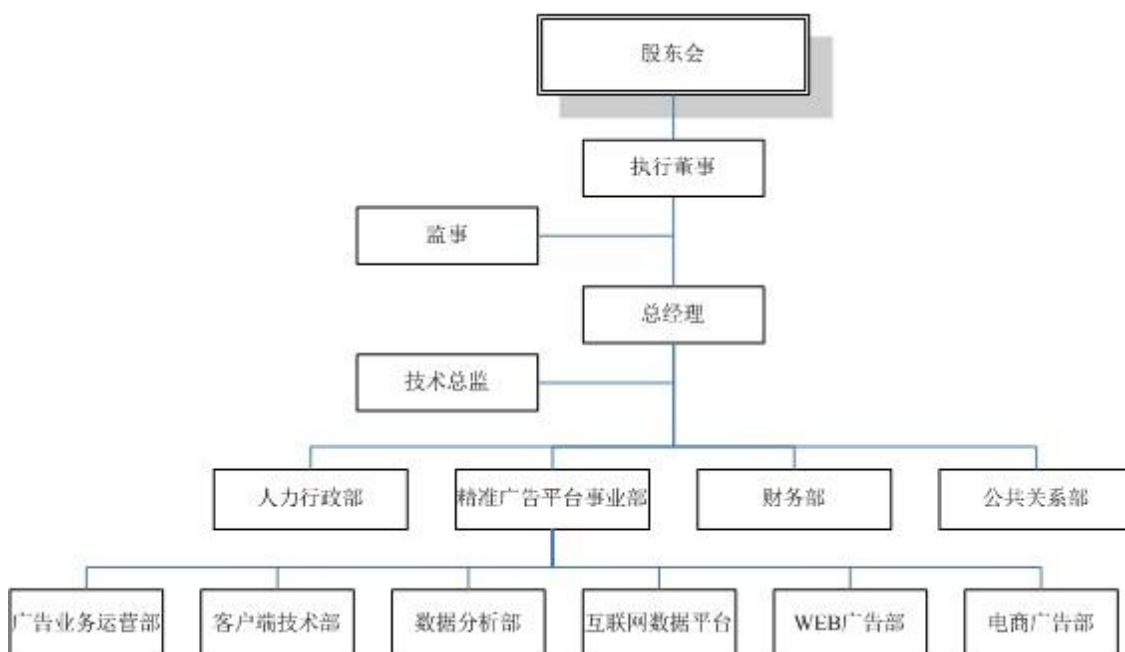 股东会
执行董事
监事
总经理
技术总监
人力行政部
精准广告平台事业部
财务部
公共关系部
广告业务运营部
客户端技术部
数据分析部
互联网数据平台
WEB广告部
电商广告部